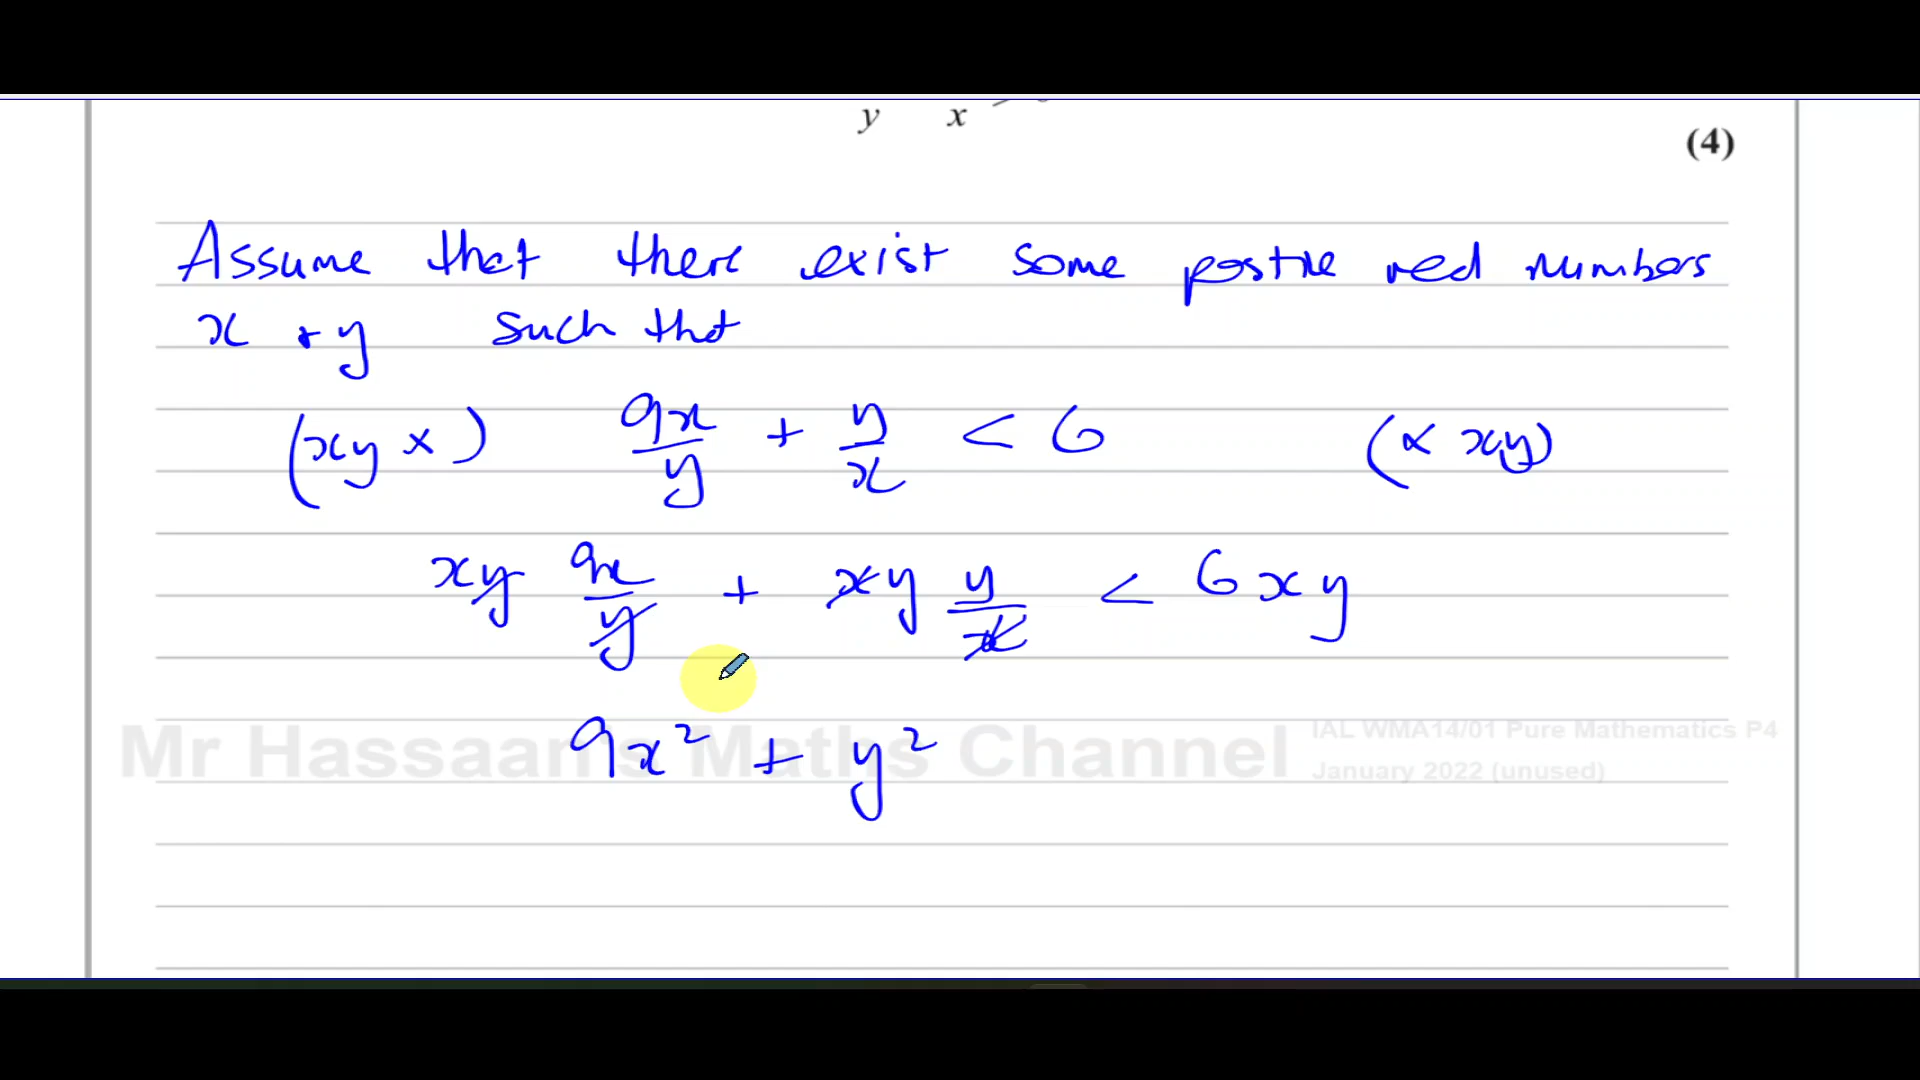 y x
(4)
Assume that there exist some postive real numbers
x + y such that
(xy ×) 9x/y + y/x < 6 (× xy)
xy 9x/y + xy y/x < 6xy
9x² + y²
Mr Hassaan's Maths Channel
IAL WMA14/01 Pure Mathematics P4
January 2022 (unused)